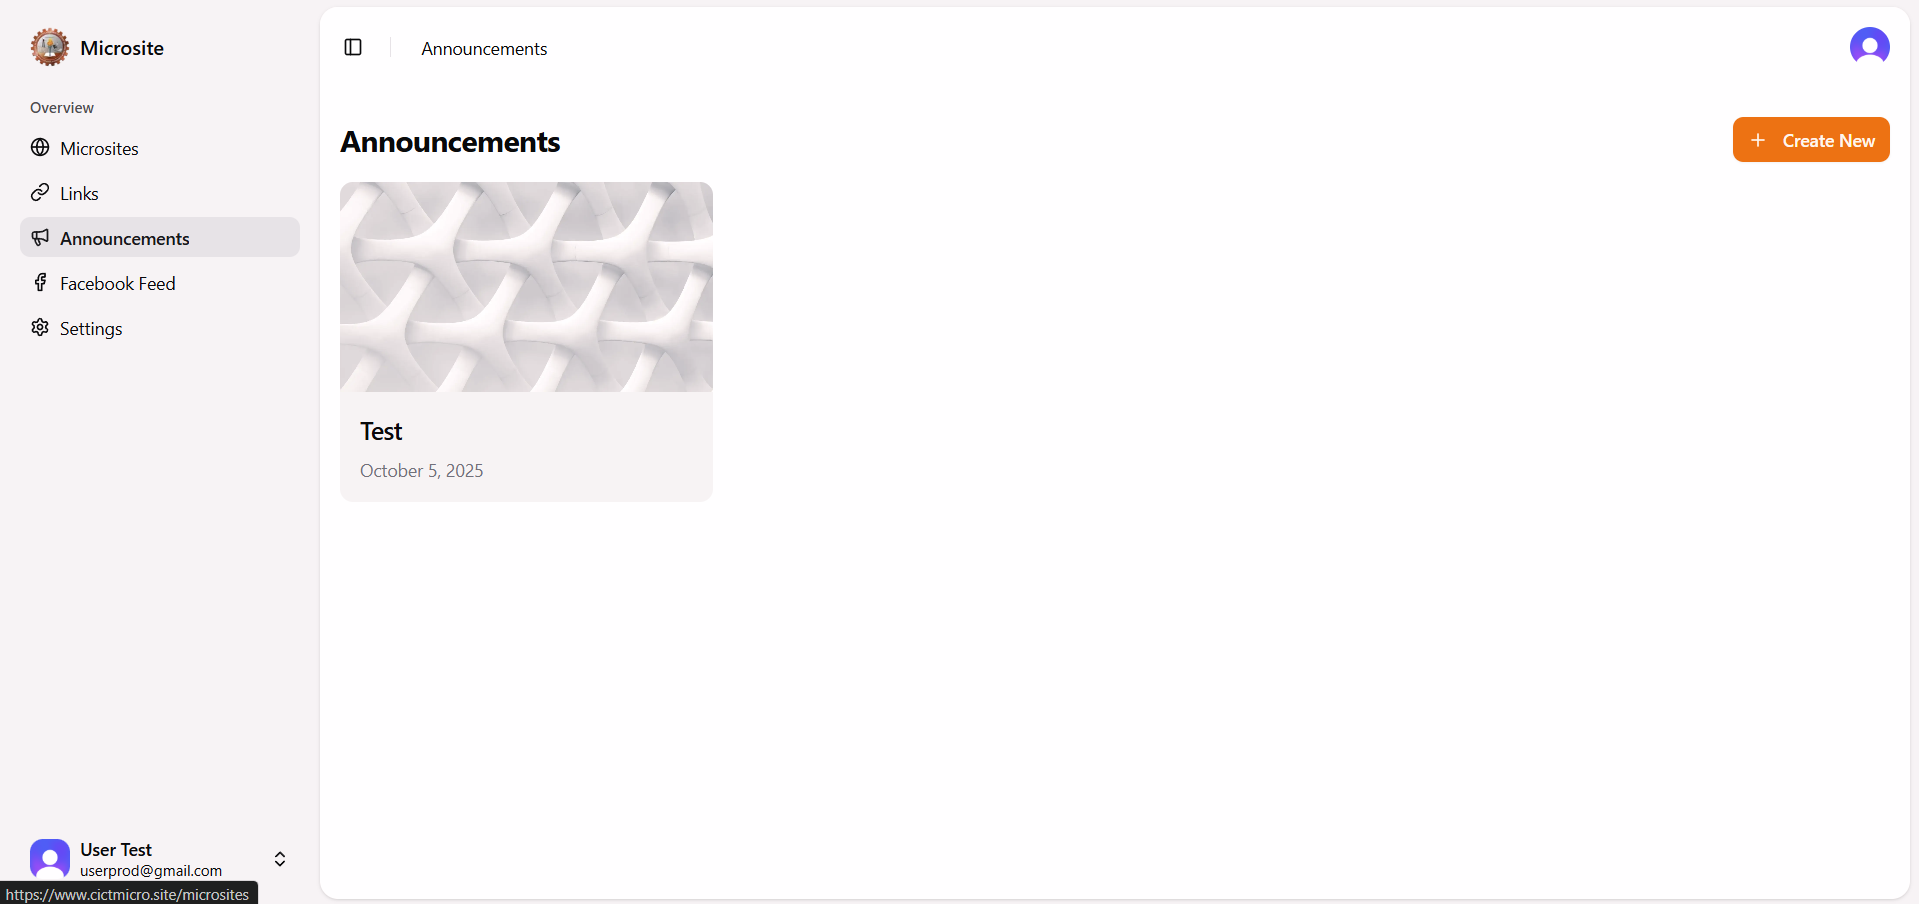 Microsite
Overview
Microsites
Links
Announcements
Facebook Feed
Settings
User Test
userprod@gmail.com
https://www.cictmicro.site/microsites
Announcements
Announcements
Create New
Test
October 5, 2025